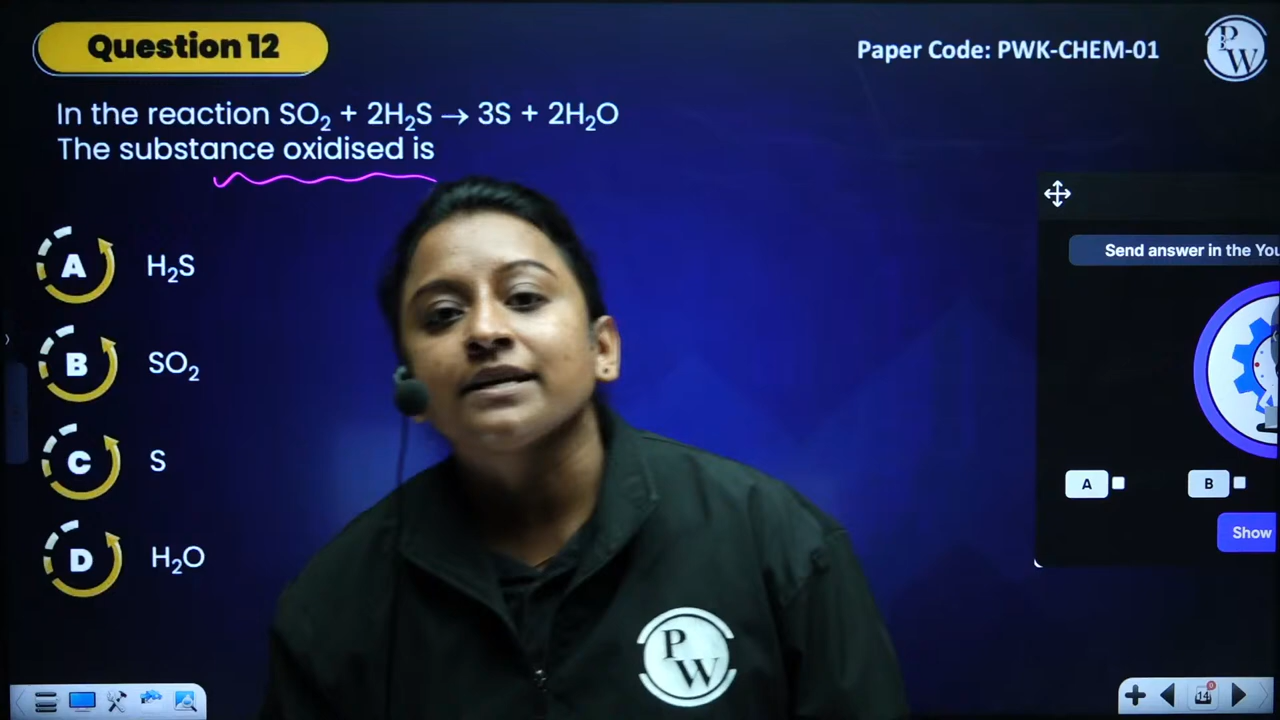 Question 12
Paper Code: PWK-CHEM-01
PW
In the reaction SO₂ + 2H₂S → 3S + 2H₂O
The substance oxidised is
A H₂S
B SO₂
C S
D H₂O
Send answer in the You
A B
Show
PW
14